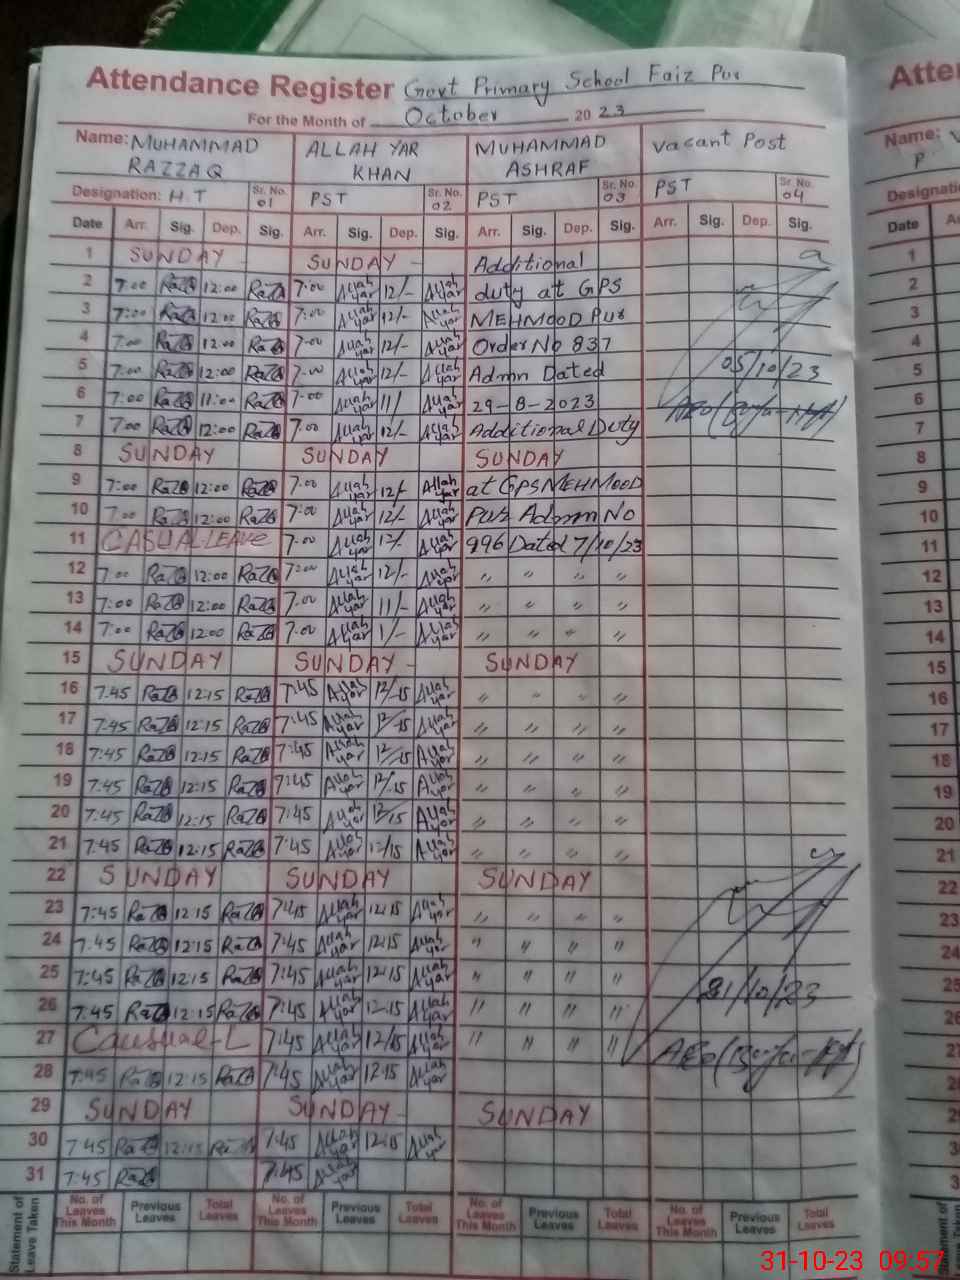 Attendance Register Govt Primary School Faiz Pur
For the Month of October 2023
Name: MUHAMMAD RAZZAQ ALLAH YAR KHAN MUHAMMAD ASHRAF Vacant Post
Designation: H.T Sr. No. 01 PST Sr. No. 02 PST Sr. No. 03 PST Sr. No. 04
Date Arr. Sig. Dep. Sig. Arr. Sig. Dep. Sig. Arr. Sig. Dep. Sig. Arr. Sig. Dep. Sig.
1 SUNDAY - SUNDAY - Additional
2 7:00 12:00 7:00 Allah yar 12/- Allah yar duty at GPS
3 7:00 12:00 7:00 Allah yar 12/- Allah yar MEHMOOD PUR
4 7:00 12:00 7:00 Allah yar 12/- Allah yar Order No 837
5 7:00 12:00 7:00 Allah yar 12/- Allah yar Admn Dated 05/10/23
6 7:00 11:00 7:00 Allah yar 11/ Allah yar 29-8-2023
7 7:00 12:00 7:00 Allah yar 12/- Allah yar Additional Duty
8 SUNDAY SUNDAY SUNDAY
9 7:00 12:00 7:00 Allah yar 12/- Allah yar at GPS MEHMOOD
10 7:00 12:00 7:00 Allah yar 12/- Allah yar Pur Admn No
11 CASUAL-LEAVE 7:00 Allah yar 12/- Allah yar 996 Dated 7/10/23
12 7:00 12:00 7:00 Allah yar 12/- Allah yar " " " "
13 7:00 12:00 7:00 Allah yar 11/- Allah yar " " " "
14 7:00 12:00 7:00 Allah yar 1/- Allah yar " " " "
15 SUNDAY SUNDAY - SUNDAY
16 7:45 12:15 7:45 Allah yar 12/15 Allah yar " " " "
17 7:45 12:15 7:45 Allah yar 12/15 Allah yar " " " "
18 7:45 12:15 7:45 Allah yar 12/15 Allah yar " " " "
19 7:45 12:15 7:45 Allah yar 12/15 Allah yar " " " "
20 7:45 12:15 7:45 Allah yar 12/15 Allah yar " " " "
21 7:45 12:15 7:45 Allah yar 12/15 Allah yar " " " "
22 SUNDAY SUNDAY SUNDAY
23 7:45 12:15 7:45 Allah yar 12:15 Allah yar " " " "
24 7:45 12:15 7:45 Allah yar 12:15 Allah yar " " " "
25 7:45 12:15 7:45 Allah yar 12:15 Allah yar " " " "
26 7:45 12:15 7:45 Allah yar 12:15 Allah yar " " " "
27 Causual-L 7:45 Allah yar 12/15 Allah yar " " " "
28 7:45 12:15 7:45 Allah yar 12:15 Allah yar
29 SUNDAY SUNDAY - SUNDAY
30 7:45 12:15 7:45 Allah yar 12:15 Allah yar
31 7:45 7:45 Allah yar
Statement of Leave Taken No. of Leaves This Month Previous Leaves Total Leaves No. of Leaves This Month Previous Leaves Total Leaves No. of Leaves This Month Previous Leaves Total Leaves No. of Leaves This Month Previous Leaves Total Leaves
31-10-23 09:57